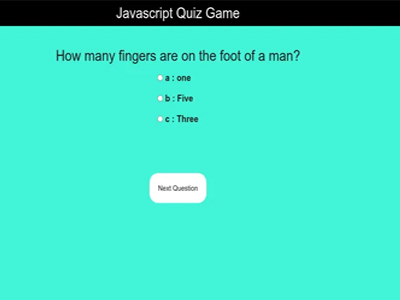 Javascript Quiz Game
How many fingers are on the foot of a man?
a : one
b : Five
c : Three
Next Question